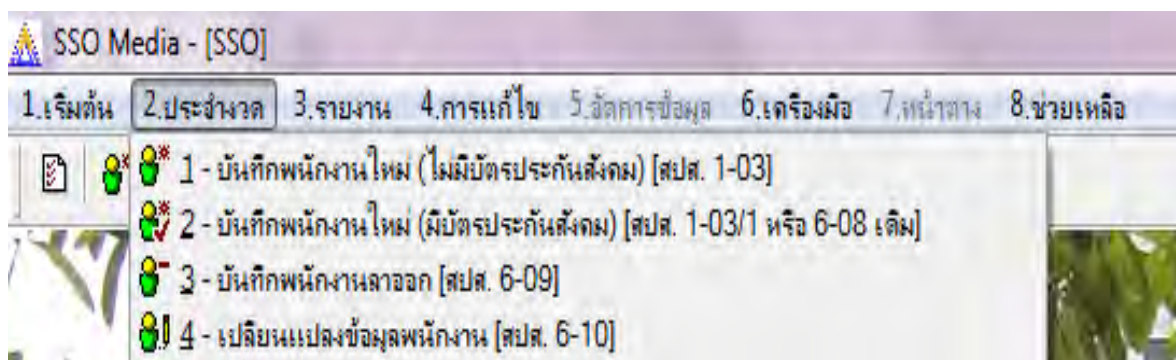 SSO Media - [SSO]
1.เริ่มต้น 2.ประจำงวด 3.รายงาน 4.การแก้ไข 5.จัดการข้อมูล 6.เครื่องมือ 7.หน้าต่าง 8.ช่วยเหลือ
1 - บันทึกพนักงานใหม่ (ไม่มีบัตรประกันสังคม) [สปส. 1-03]
2 - บันทึกพนักงานใหม่ (มีบัตรประกันสังคม) [สปส. 1-03/1 หรือ 6-08 เดิม]
3 - บันทึกพนักงานลาออก [สปส. 6-09]
4 - เปลี่ยนแปลงข้อมูลพนักงาน [สปส. 6-10]